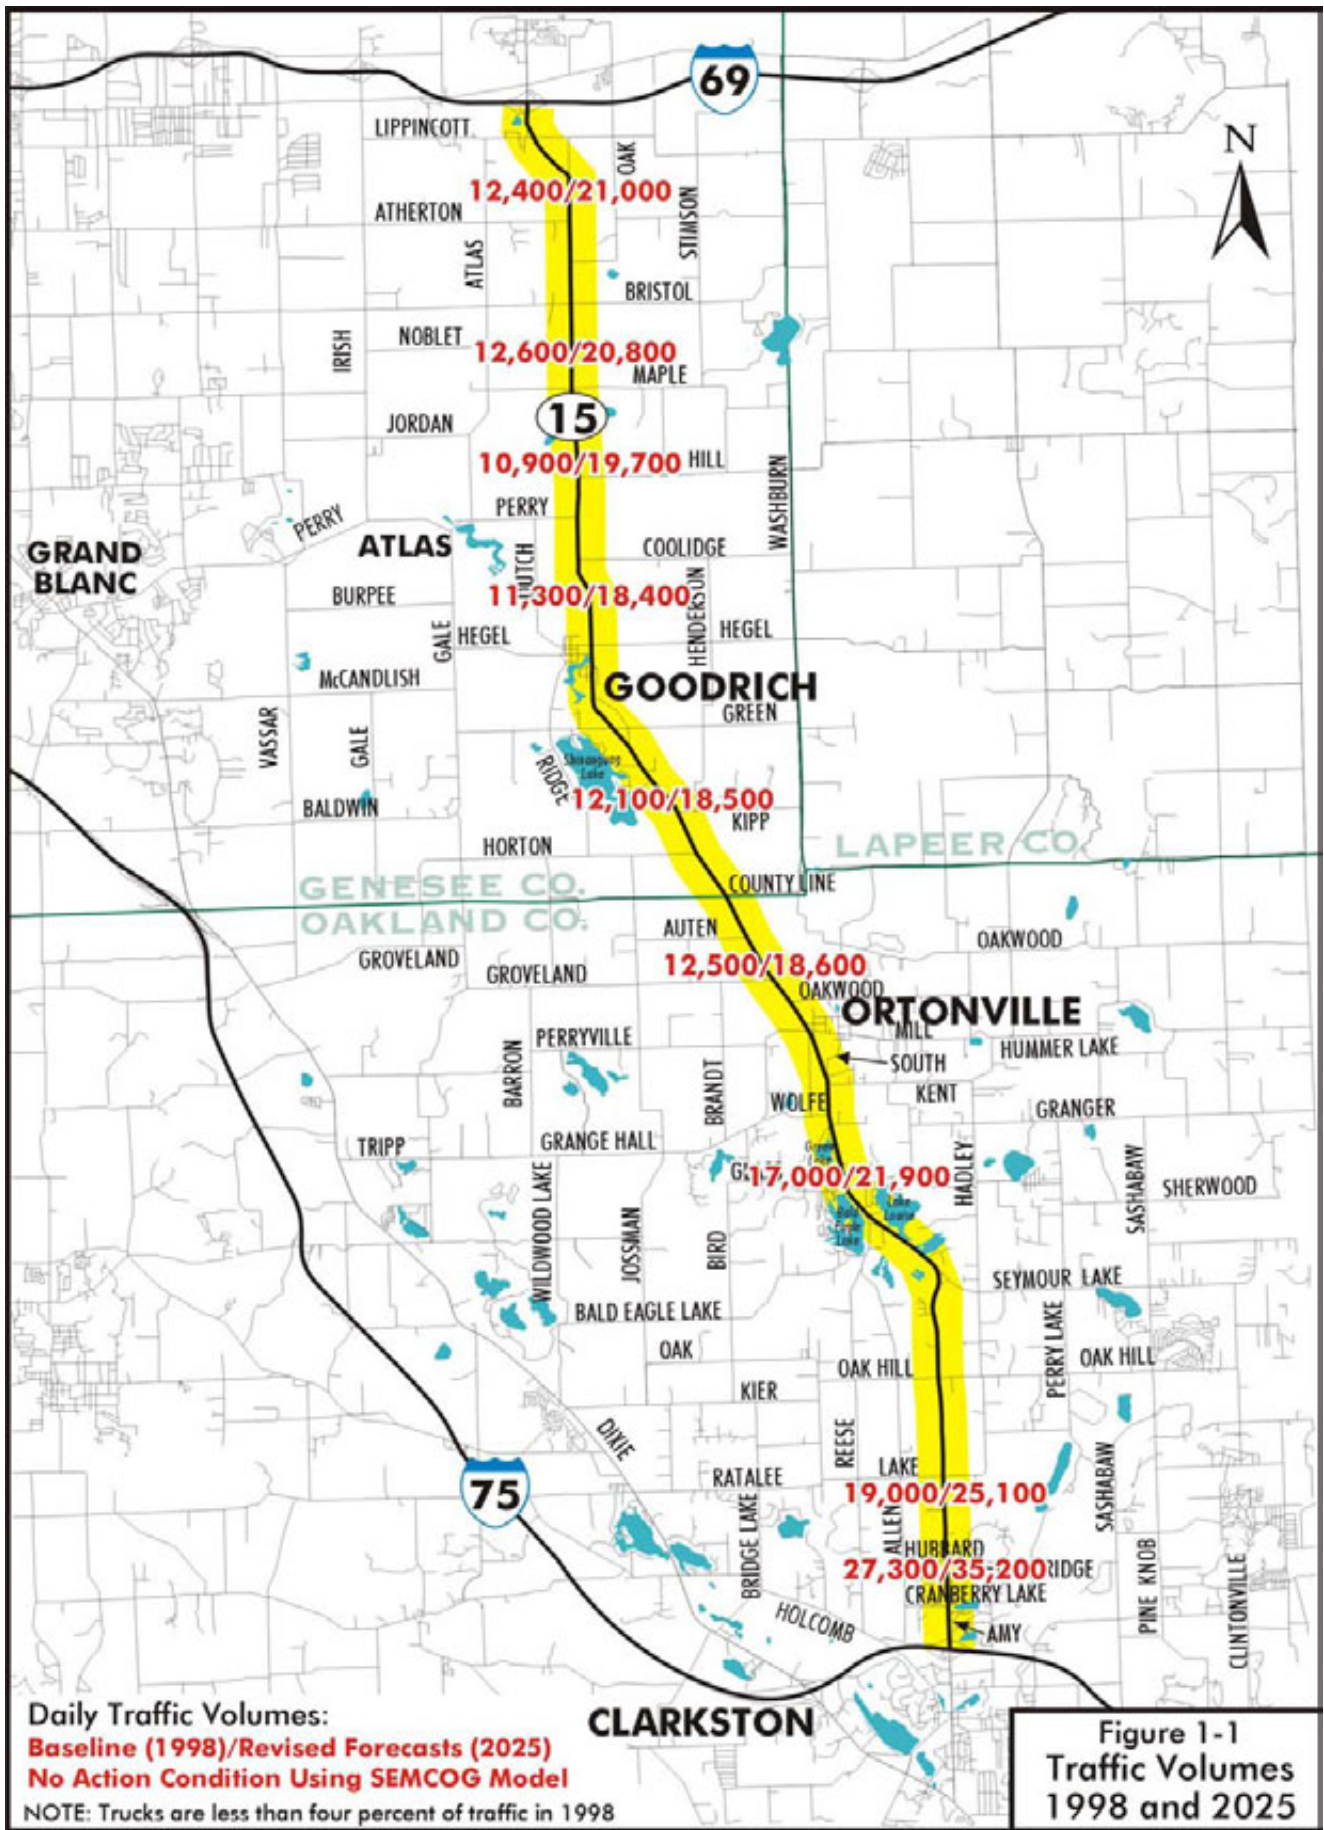 69
LIPPINCOTT
N
OAK
12,400/21,000
ATHERTON
STIMSON
ATLAS
BRISTOL
NOBLET
IRISH
12,600/20,800
MAPLE
15
JORDAN
10,900/19,700
HILL
WASHBURN
PERRY
PERRY
ATLAS
COOLIDGE
GRAND
BLANC
BURPEE
11,300/18,400
HENDERSON
GALE
HEGEL
HEGEL
McCANDLISH
GOODRICH
GREEN
VASSAR
GALE
RIDGE
Lake
12,100/18,500
BALDWIN
KIPP
HORTON
LAPEER CO.
GENESEE CO.
COUNTY LINE
OAKLAND CO.
AUTEN
OAKWOOD
GROVELAND
GROVELAND
12,500/18,600
OAKWOOD
ORTONVILLE
MILL
PERRYVILLE
HUMMER LAKE
SOUTH
BARRON
BRANDT
KENT
WOLFE
GRANGER
TRIPP
GRANGE HALL
HADLEY
SASHABAW
17,000/21,900
SHERWOOD
WILDWOOD LAKE
JOSSMAN
BIRD
Lake
Louise
Bald
Eagle
Lake
SEYMOUR LAKE
BALD EAGLE LAKE
OAK
OAK HILL
PERRY LAKE
OAK HILL
KIER
DIXIE
REESE
LAKE
RATALEE
75
19,000/25,100
SASHABAW
BRIDGE LAKE
ALLEN
HUBBARD
27,300/35,200
RIDGE
CRANBERRY LAKE
PINE KNOB
CLINTONVILLE
HOLCOMB
AMY
CLARKSTON
Daily Traffic Volumes:
Baseline (1998)/Revised Forecasts (2025)
No Action Condition Using SEMCOG Model
NOTE: Trucks are less than four percent of traffic in 1998
Figure 1-1
Traffic Volumes
1998 and 2025